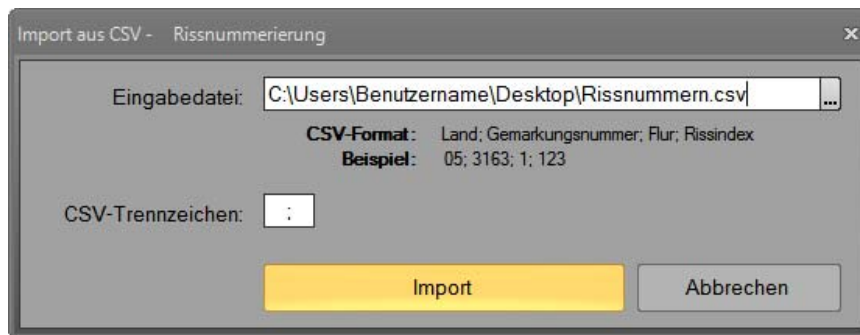 Import aus CSV - Rissnummerierung
Eingabedatei: C:\Users\Benutzername\Desktop\Rissnummern.csv ...
CSV-Format: Land; Gemarkungsnummer; Flur; Rissindex
Beispiel: 05; 3163; 1; 123
CSV-Trennzeichen: ;
Import Abbrechen